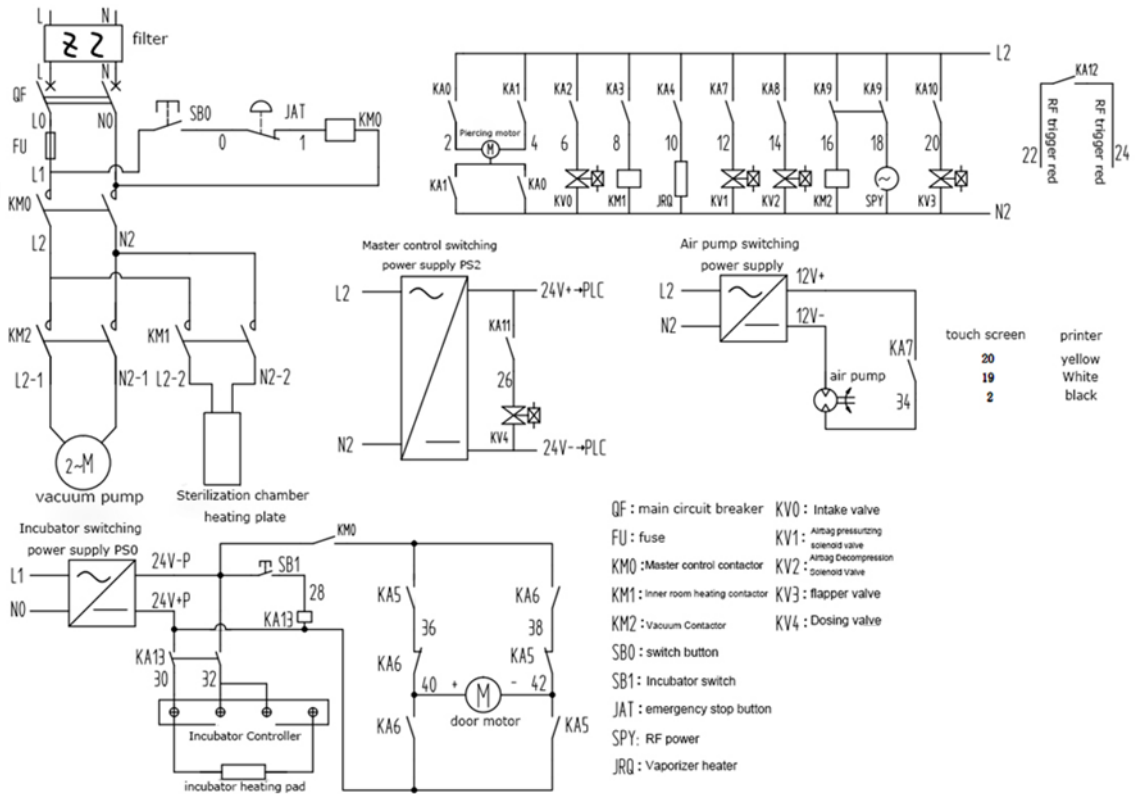 L N
filter
L N
QF
L0 N0
FU
L1
SB0 JAT KM0
0 1
KM0
L2 N2
KM2 KM1
L2-1 N2-1 L2-2 N2-2
2~M
vacuum pump
Sterilization chamber
heating plate
L2
KA0 KA1 KA2 KA3 KA4 KA7 KA8 KA9 KA9 KA10
2 4 6 8 10 12 14 16 18 20
Piercing motor
M
KA1 KA0
KV0 KM1 JRQ KV1 KV2 KM2 SPY KV3
N2
KA12
RF trigger red
RF trigger red
22 24
Master control switching
power supply PS2
L2
24V+→PLC
KA11
26
KV4
N2
24V-→PLC
Air pump switching
power supply
L2 12V+
N2 12V-
KA7
air pump
34
touch screen printer
20 yellow
19 White
2 black
Incubator switching
power supply PS0
L1 24V-P
N0 24V+P
KM0
SB1
28
KA13
KA13
30 32
Incubator Controller
incubator heating pad
KA5 KA6
36 38
KA6 KA5
40 + M - 42
door motor
KA6 KA5
QF: main circuit breaker
FU: fuse
KM0: Master control contactor
KM1: Inner room heating contactor
KM2: Vacuum Contactor
SB0: switch button
SB1: Incubator switch
JAT: emergency stop button
SPY: RF power
JRQ: Vaporizer heater
KV0: Intake valve
KV1: Airbag pressurizing
solenoid valve
KV2: Airbag Decompression
Solenoid Valve
KV3: flapper valve
KV4: Dosing valve